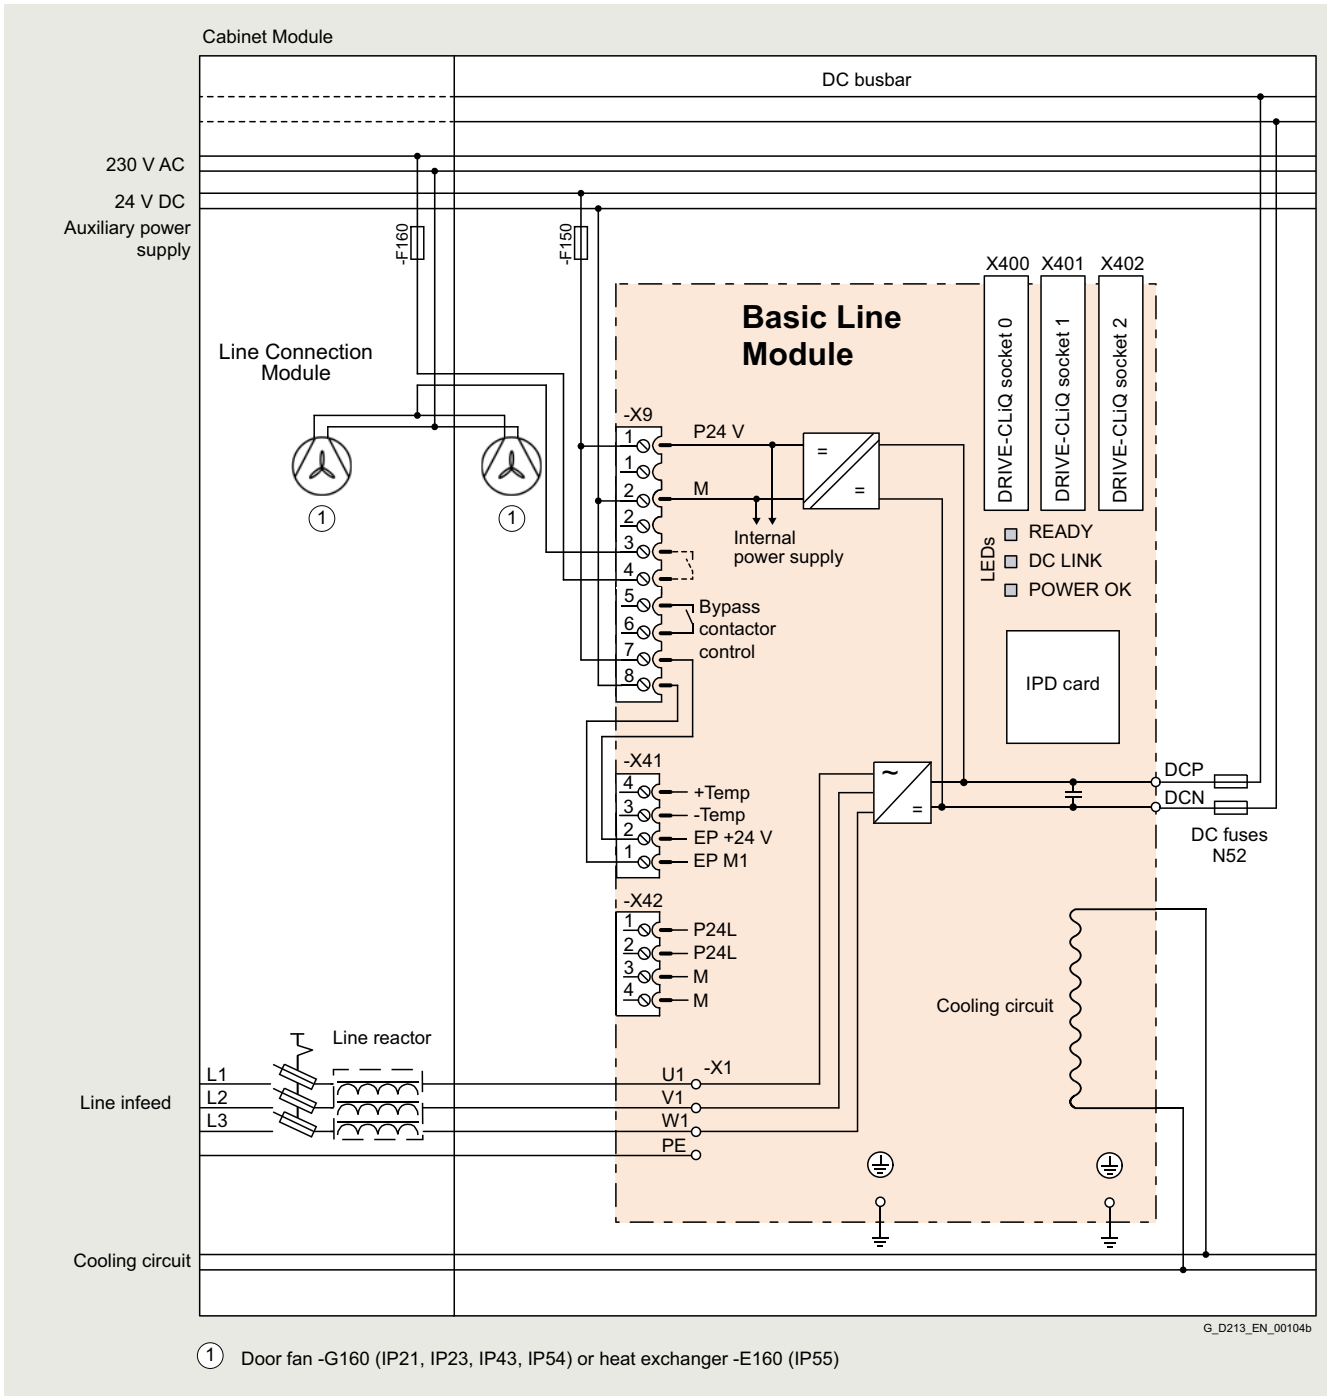 Cabinet Module
DC busbar
230 V AC
24 V DC
Auxiliary power
supply
-F160
-F150
X400 X401 X402
DRIVE-CLiQ socket 0
DRIVE-CLiQ socket 1
DRIVE-CLiQ socket 2
Basic Line
Module
Line Connection
Module
1
1
-X9
1
1
2
2
3
4
5
6
7
8
P24 V
M
=
=
Internal
power supply
Bypass
contactor
control
LEDs
READY
DC LINK
POWER OK
IPD card
-X41
4 +Temp
3 -Temp
2 EP +24 V
1 EP M1
~
=
DCP
DCN
DC fuses
N52
-X42
1 P24L
2 P24L
3 M
4 M
Cooling circuit
Line reactor
Line infeed
L1
L2
L3
U1 -X1
V1
W1
PE
Cooling circuit
G_D213_EN_00104b
1 Door fan -G160 (IP21, IP23, IP43, IP54) or heat exchanger -E160 (IP55)